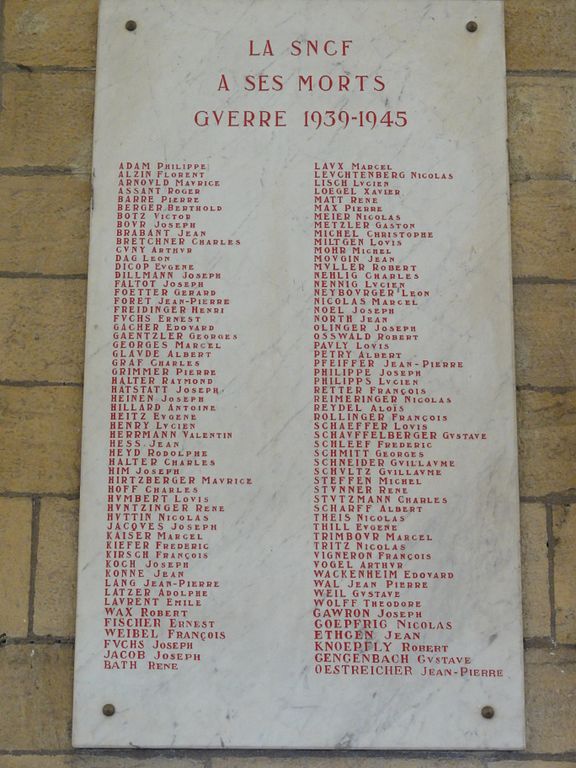 LA SNCF
A SES MORTS
GVERRE 1939-1945
ADAM PHILIPPE
ALZIN FLORENT
ARNOVLD MAVRICE
ASSANT ROGER
BARRE PIERRE
BERGER BERTHOLD
BOTZ VICTOR
BOVR JOSEPH
BRABANT JEAN
BRETCHNER CHARLES
CVNY ARTHVR
DAG LEON
DICOP EVGENE
DILLMANN JOSEPH
FALTOT JOSEPH
FOETTER GERARD
FORET JEAN-PIERRE
FREIDINGER HENRI
FVCHS ERNEST
GACHER EDOVARD
GAENTZLER GEORGES
GEORGES MARCEL
GLAVDE ALBERT
GRAF CHARLES
GRIMMER PIERRE
HALTER RAYMOND
HATSTATT JOSEPH
HEINEN JOSEPH
HILLARD ANTOINE
HEITZ EVGENE
HENRY LVCIEN
HERRMANN VALENTIN
HESS JEAN
HEYD RODOLPHE
HALTER CHARLES
HIM JOSEPH
HIRTZBERGER MAVRICE
HOFF CHARLES
HVMBERT LOVIS
HVNTZINGER RENE
HVTTIN NICOLAS
JACQVES JOSEPH
KAISER MARCEL
KIEFER FREDERIC
KIRSCH FRANÇOIS
KOCH JOSEPH
KONNE JEAN
LANG JEAN-PIERRE
LATZER ADOLPHE
LAVRENT EMILE
WAX ROBERT
FISCHER ERNEST
WEIBEL FRANÇOIS
FVCHS JOSEPH
JACOB JOSEPH
BATH RENE
LAVX MARCEL
LEVCHTENBERG NICOLAS
LISCH LVCIEN
LOEGEL XAVIER
MATT RENE
MAX PIERRE
MEIER NICOLAS
METZLER GASTON
MICHEL CHRISTOPHE
MILTGEN LOVIS
MOHR MICHEL
MOVGIN JEAN
MVLLER ROBERT
NEHLIG CHARLES
NENNIG LVCIEN
NEYBOVRGER LEON
NICOLAS MARCEL
NOEL JOSEPH
NORTH JEAN
OLINGER JOSEPH
OSSWALD ROBERT
PAVLY LOVIS
PETRY ALBERT
PFEIFFER JEAN-PIERRE
PHILIPPE JOSEPH
PHILIPPS LVCIEN
RETTER FRANÇOIS
REIMERINGER NICOLAS
REYDEL ALOÏS
ROLLINGER FRANÇOIS
SCHAEFFER LOVIS
SCHAVFFELBERGER GVSTAVE
SCHLEEF FREDERIC
SCHMITT GEORGES
SCHNEIDER GVILLAVME
SCHVLTZ GVILLAVME
STEFFEN MICHEL
STVNNER RENE
STVTZMANN CHARLES
SCHARFF ALBERT
THEIS NICOLAS
THILL EVGENE
TRIMBOVR MARCEL
TRITZ NICOLAS
VIGNERON FRANÇOIS
VOGEL ARTHVR
WACKENHEIM EDOVARD
WAL JEAN PIERRE
WEIL GVSTAVE
WOLFF THEODORE
GAWRON JOSEPH
GOEPFRIG NICOLAS
ETHGEN JEAN
KNOEPFLY ROBERT
GENGENBACH GVSTAVE
OESTREICHER JEAN-PIERRE